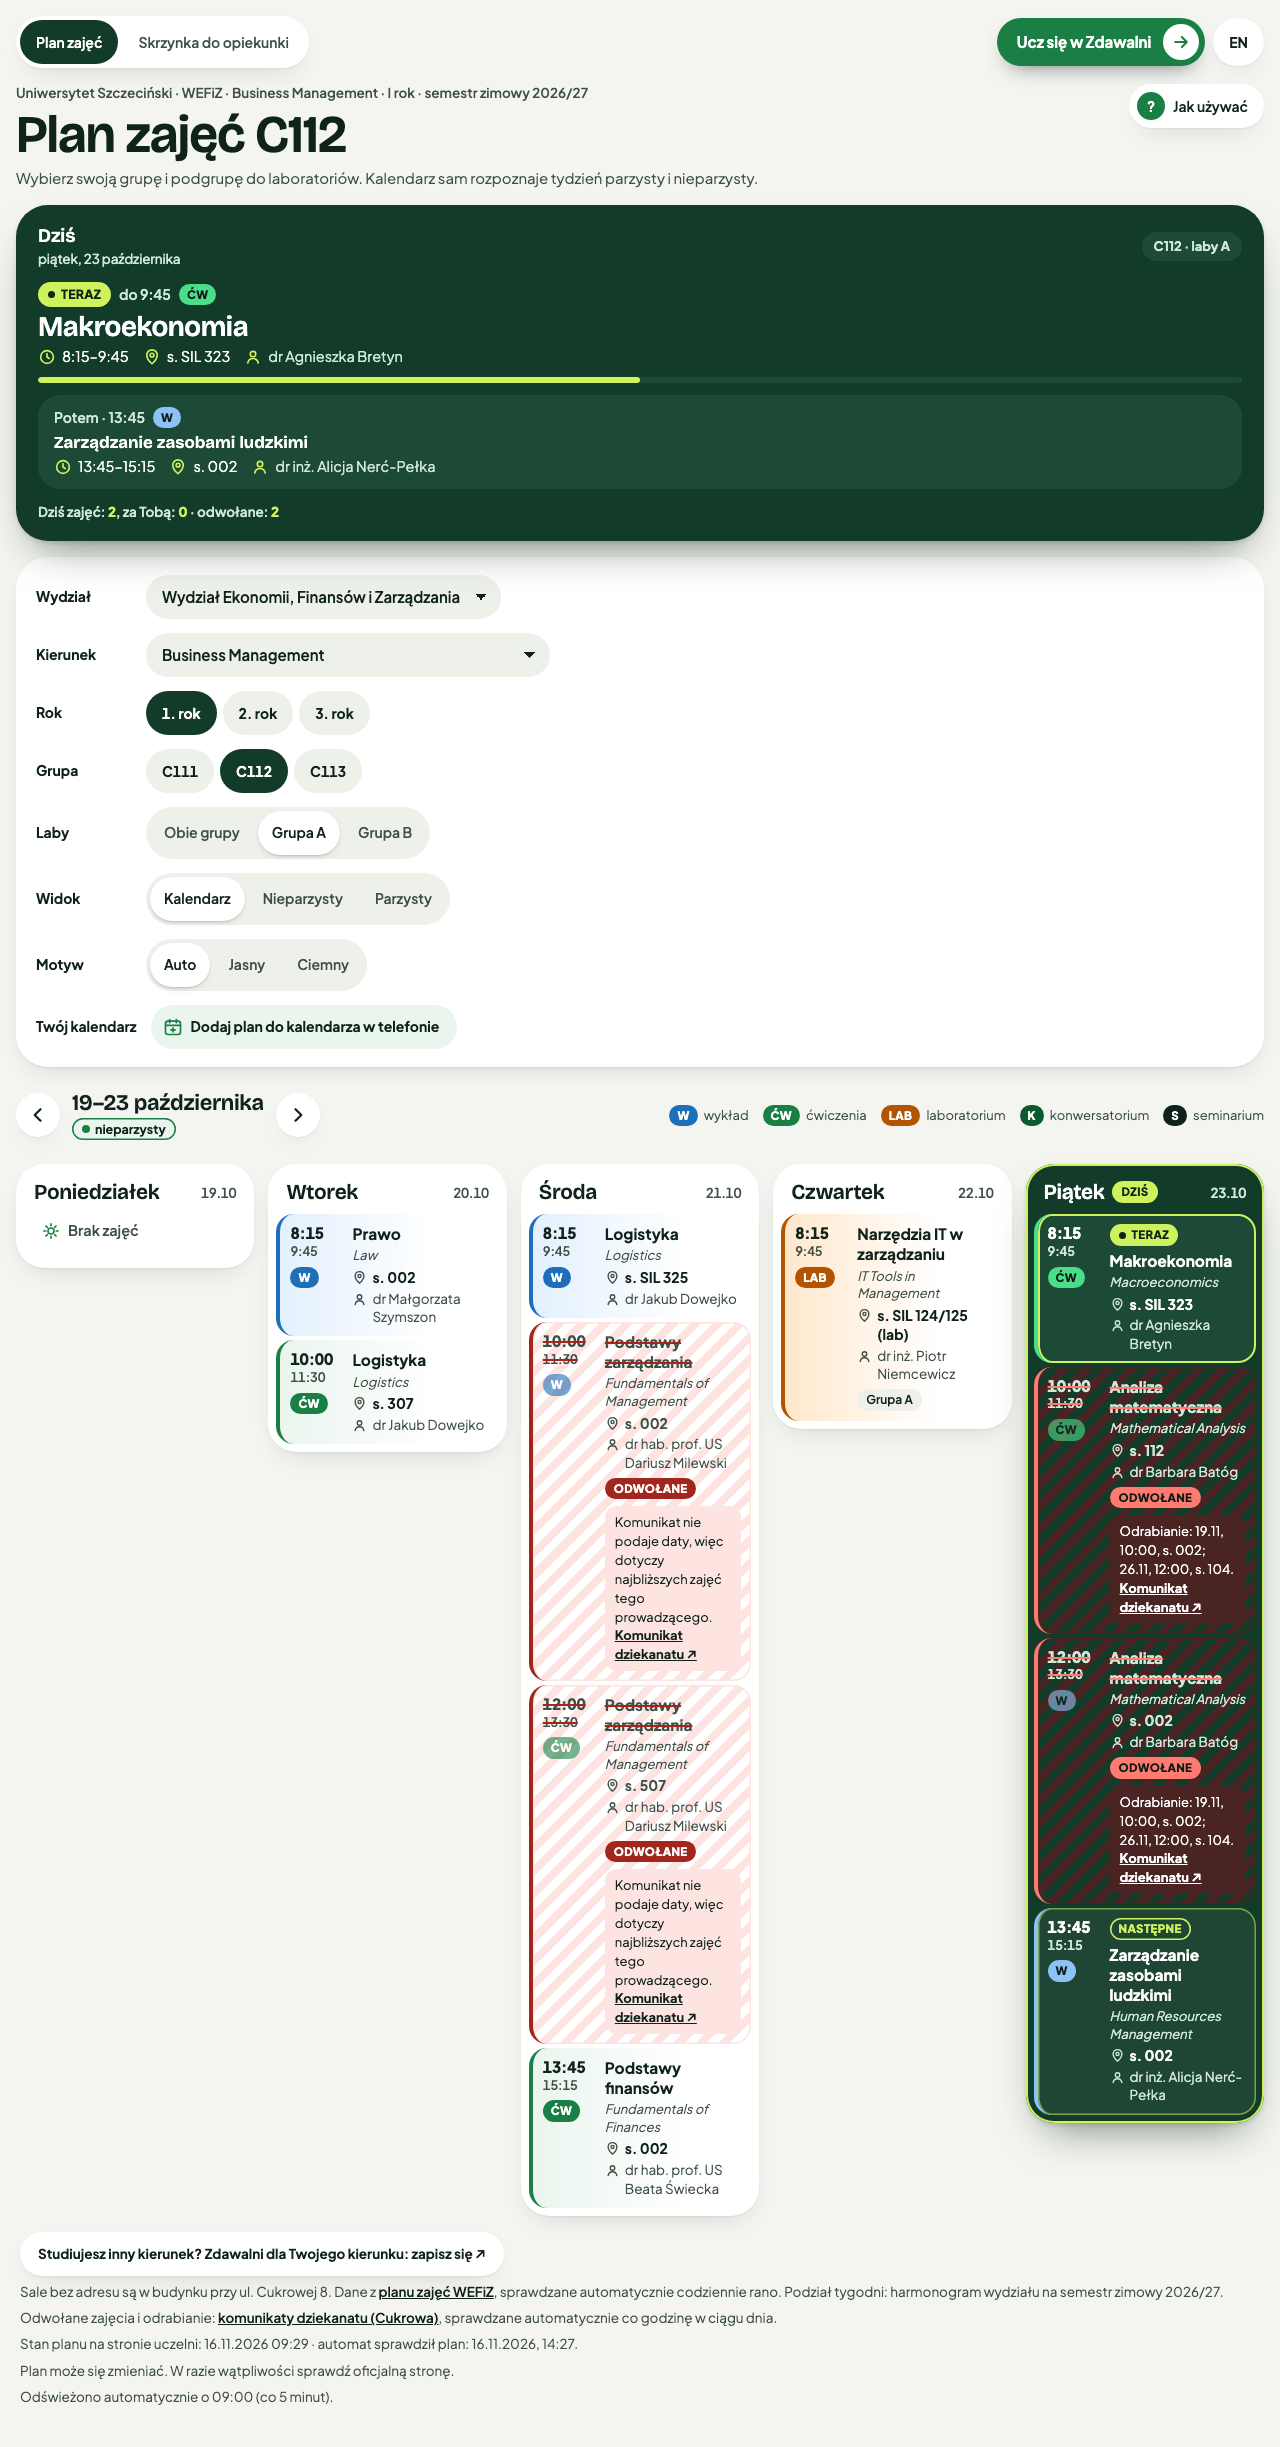 Plan zajęć
Skrzynka do opiekunki
Ucz się w Zdawalni
EN
Uniwersytet Szczeciński · WEFiZ · Business Management · I rok · semestr zimowy 2026/27
? Jak używać
Plan zajęć C112
Wybierz swoją grupę i podgrupę do laboratoriów. Kalendarz sam rozpoznaje tydzień parzysty i nieparzysty.
Dziś
piątek, 23 października
C112 · laby A
TERAZ do 9:45 ĆW
Makroekonomia
8:15–9:45 s. SIL 323 dr Agnieszka Bretyn
Potem · 13:45 W
Zarządzanie zasobami ludzkimi
13:45–15:15 s. 002 dr inż. Alicja Nerć-Pełka
Dziś zajęć: 2, za Tobą: 0 · odwołane: 2
Wydział Wydział Ekonomii, Finansów i Zarządzania
Kierunek Business Management
Rok 1. rok 2. rok 3. rok
Grupa C111 C112 C113
Laby Obie grupy Grupa A Grupa B
Widok Kalendarz Nieparzysty Parzysty
Motyw Auto Jasny Ciemny
Twój kalendarz Dodaj plan do kalendarza w telefonie
19–23 października
nieparzysty
W wykład ĆW ćwiczenia LAB laboratorium K konwersatorium S seminarium
Poniedziałek 19.10
Brak zajęć
Wtorek 20.10
8:15 Prawo
9:45 Law
W s. 002
dr Małgorzata
Szymszon
10:00 Logistyka
11:30 Logistics
ĆW s. 307
dr Jakub Dowejko
Środa 21.10
8:15 Logistyka
9:45 Logistics
W s. SIL 325
dr Jakub Dowejko
10:00 Podstawy
11:30 zarządzania
W Fundamentals of
Management
s. 002
dr hab. prof. US
Dariusz Milewski
ODWOŁANE
Komunikat nie
podaje daty, więc
dotyczy
najbliższych zajęć
tego
prowadzącego.
Komunikat
dziekanatu ↗
12:00 Podstawy
13:30 zarządzania
ĆW Fundamentals of
Management
s. 507
dr hab. prof. US
Dariusz Milewski
ODWOŁANE
Komunikat nie
podaje daty, więc
dotyczy
najbliższych zajęć
tego
prowadzącego.
Komunikat
dziekanatu ↗
13:45 Podstawy
15:15 finansów
ĆW Fundamentals of
Finances
s. 002
dr hab. prof. US
Beata Świecka
Czwartek 22.10
8:15 Narzędzia IT w
9:45 zarządzaniu
LAB IT Tools in
Management
s. SIL 124/125
(lab)
dr inż. Piotr
Niemcewicz
Grupa A
Piątek DZIŚ 23.10
8:15 TERAZ
9:45 Makroekonomia
ĆW Macroeconomics
s. SIL 323
dr Agnieszka
Bretyn
10:00 Analiza
11:30 matematyczna
ĆW Mathematical Analysis
s. 112
dr Barbara Batóg
ODWOŁANE
Odrabianie: 19.11,
10:00, s. 002;
26.11, 12:00, s. 104.
Komunikat
dziekanatu ↗
12:00 Analiza
13:30 matematyczna
W Mathematical Analysis
s. 002
dr Barbara Batóg
ODWOŁANE
Odrabianie: 19.11,
10:00, s. 002;
26.11, 12:00, s. 104.
Komunikat
dziekanatu ↗
13:45 NASTĘPNE
15:15 Zarządzanie
W zasobami
ludzkimi
Human Resources
Management
s. 002
dr inż. Alicja Nerć-
Pełka
Studiujesz inny kierunek? Zdawalni dla Twojego kierunku: zapisz się ↗
Sale bez adresu są w budynku przy ul. Cukrowej 8. Dane z planu zajęć WEFiZ, sprawdzane automatycznie codziennie rano. Podział tygodni: harmonogram wydziału na semestr zimowy 2026/27.
Odwołane zajęcia i odrabianie: komunikaty dziekanatu (Cukrowa), sprawdzane automatycznie co godzinę w ciągu dnia.
Stan planu na stronie uczelni: 16.11.2026 09:29 · automat sprawdził plan: 16.11.2026, 14:27.
Plan może się zmieniać. W razie wątpliwości sprawdź oficjalną stronę.
Odświeżono automatycznie o 09:00 (co 5 minut).